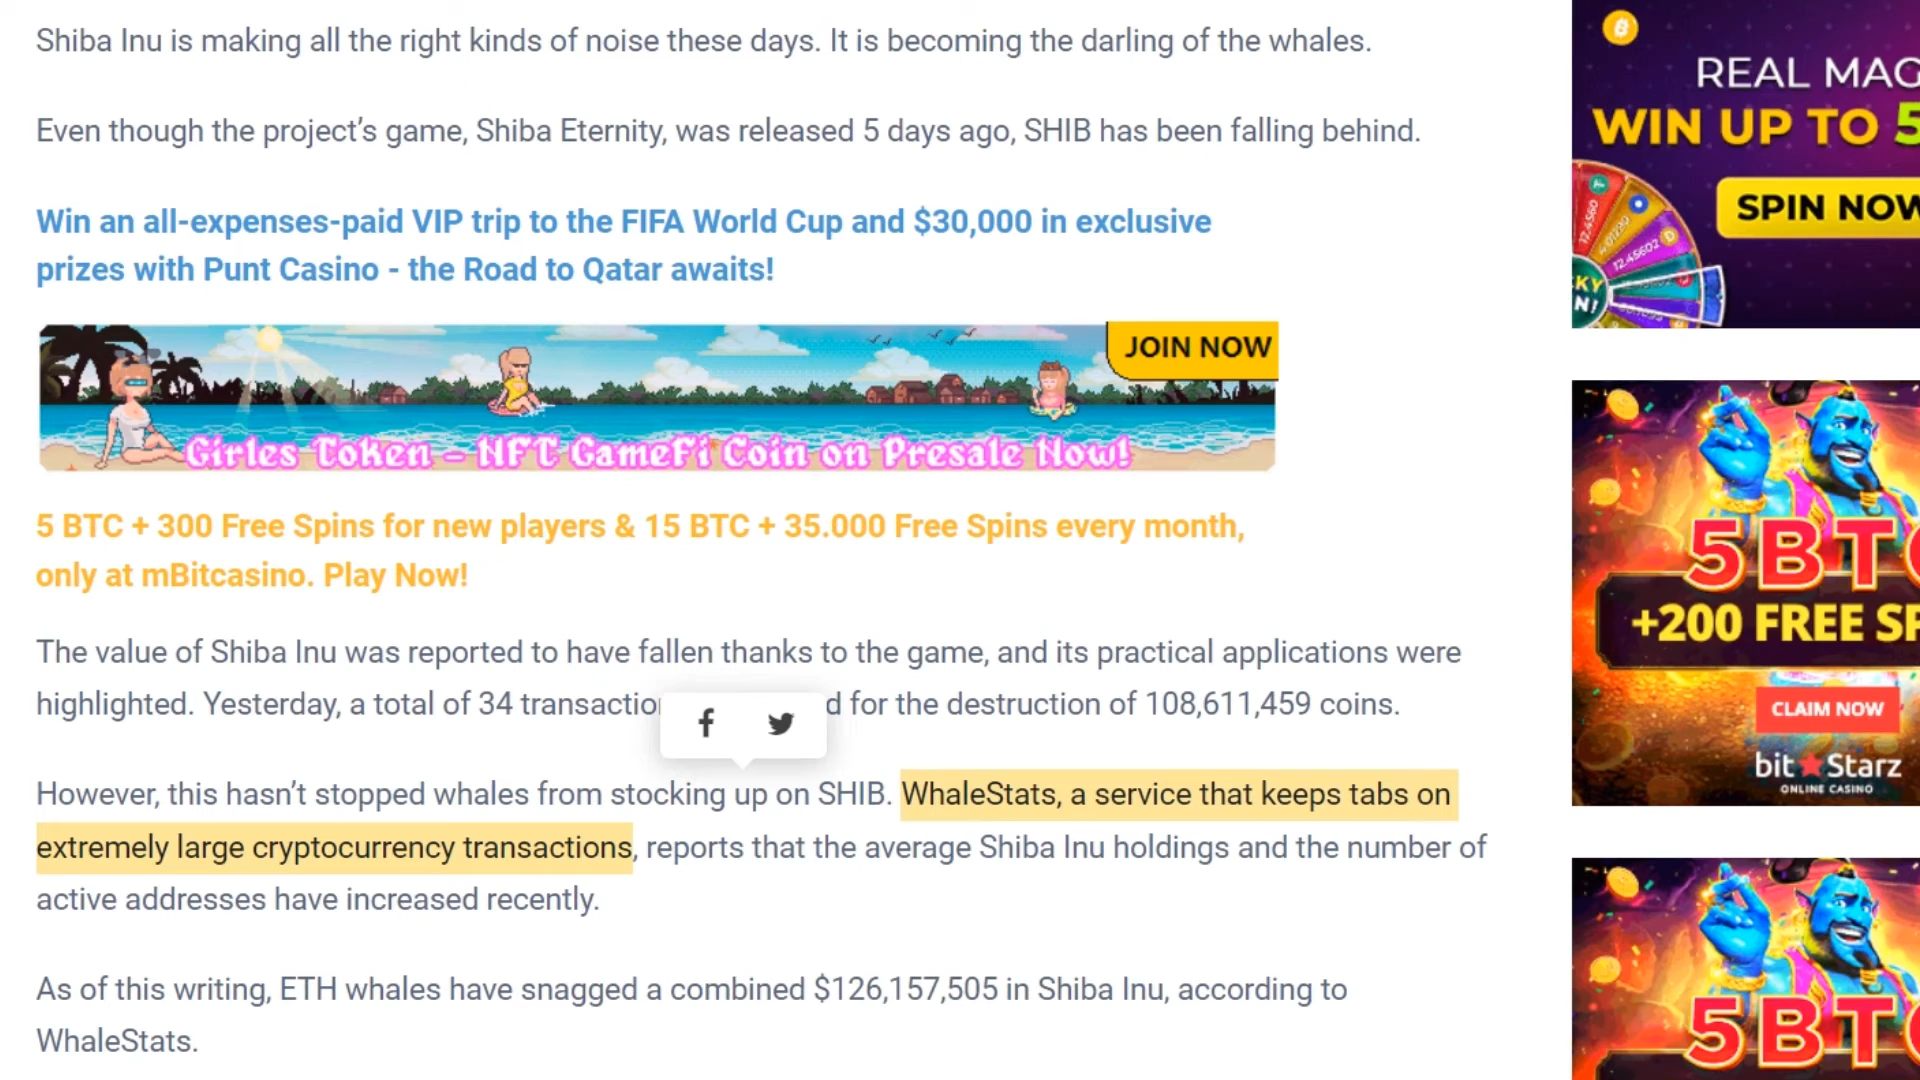 Shiba Inu is making all the right kinds of noise these days. It is becoming the darling of the whales.
Even though the project’s game, Shiba Eternity, was released 5 days ago, SHIB has been falling behind.
Win an all-expenses-paid VIP trip to the FIFA World Cup and $30,000 in exclusive
prizes with Punt Casino - the Road to Qatar awaits!
JOIN NOW
Girles Token - NFT GameFi Coin on Presale Now!
5 BTC + 300 Free Spins for new players & 15 BTC + 35.000 Free Spins every month,
only at mBitcasino. Play Now!
The value of Shiba Inu was reported to have fallen thanks to the game, and its practical applications were
highlighted. Yesterday, a total of 34 for the destruction of 108,611,459 coins.
However, this hasn’t stopped whales from stocking up on SHIB. WhaleStats, a service that keeps tabs on
extremely large cryptocurrency transactions, reports that the average Shiba Inu holdings and the number of
active addresses have increased recently.
As of this writing, ETH whales have snagged a combined $126,157,505 in Shiba Inu, according to
WhaleStats.
REAL
WIN UP TO 5
SPIN NOW
5 BTC
+200 FREE
CLAIM NOW
bitStarz
ONLINE CASINO
5 BTC